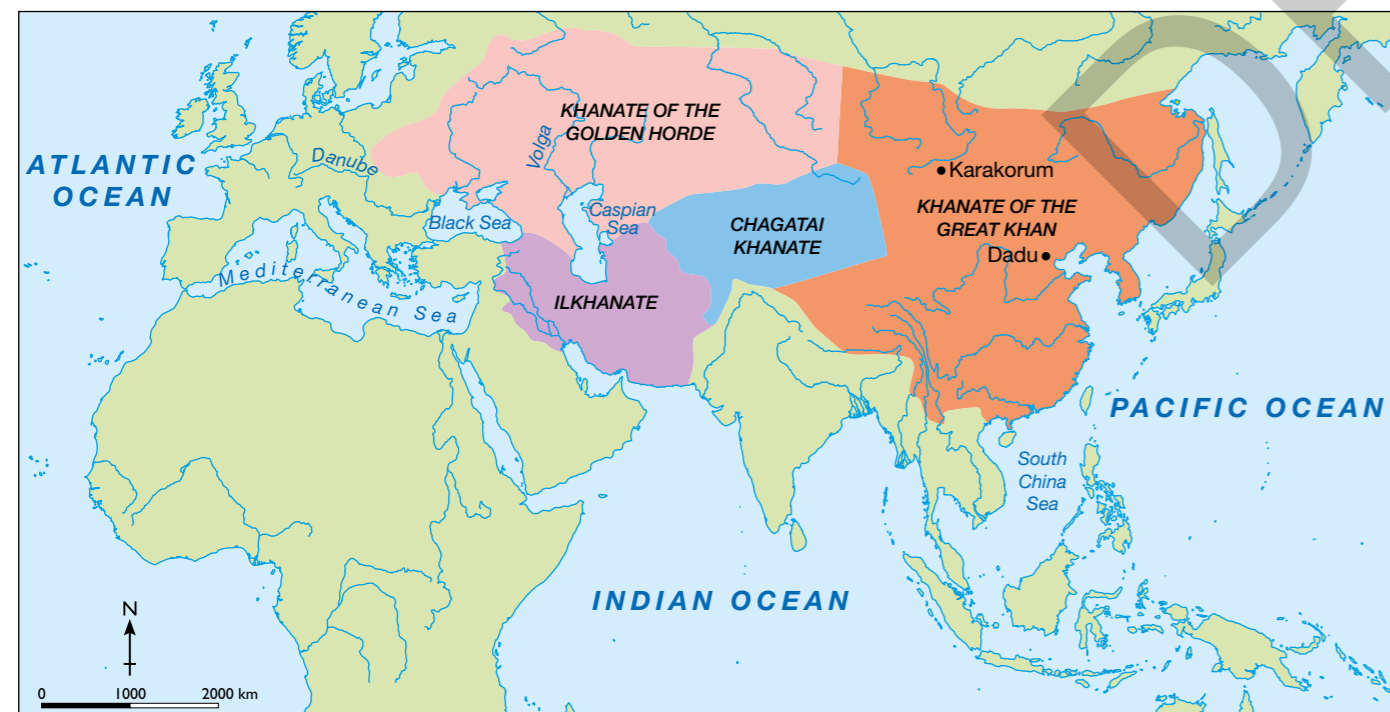 KHANATE OF THE
GOLDEN HORDE
Volga
Danube
ATLANTIC
OCEAN
Karakorum
Black Sea
Caspian
Sea
CHAGATAI
KHANATE
KHANATE OF THE
GREAT KHAN
Dadu
Mediterranean Sea
ILKHANATE
PACIFIC OCEAN
South
China
Sea
INDIAN OCEAN
N
0 1000 2000 km